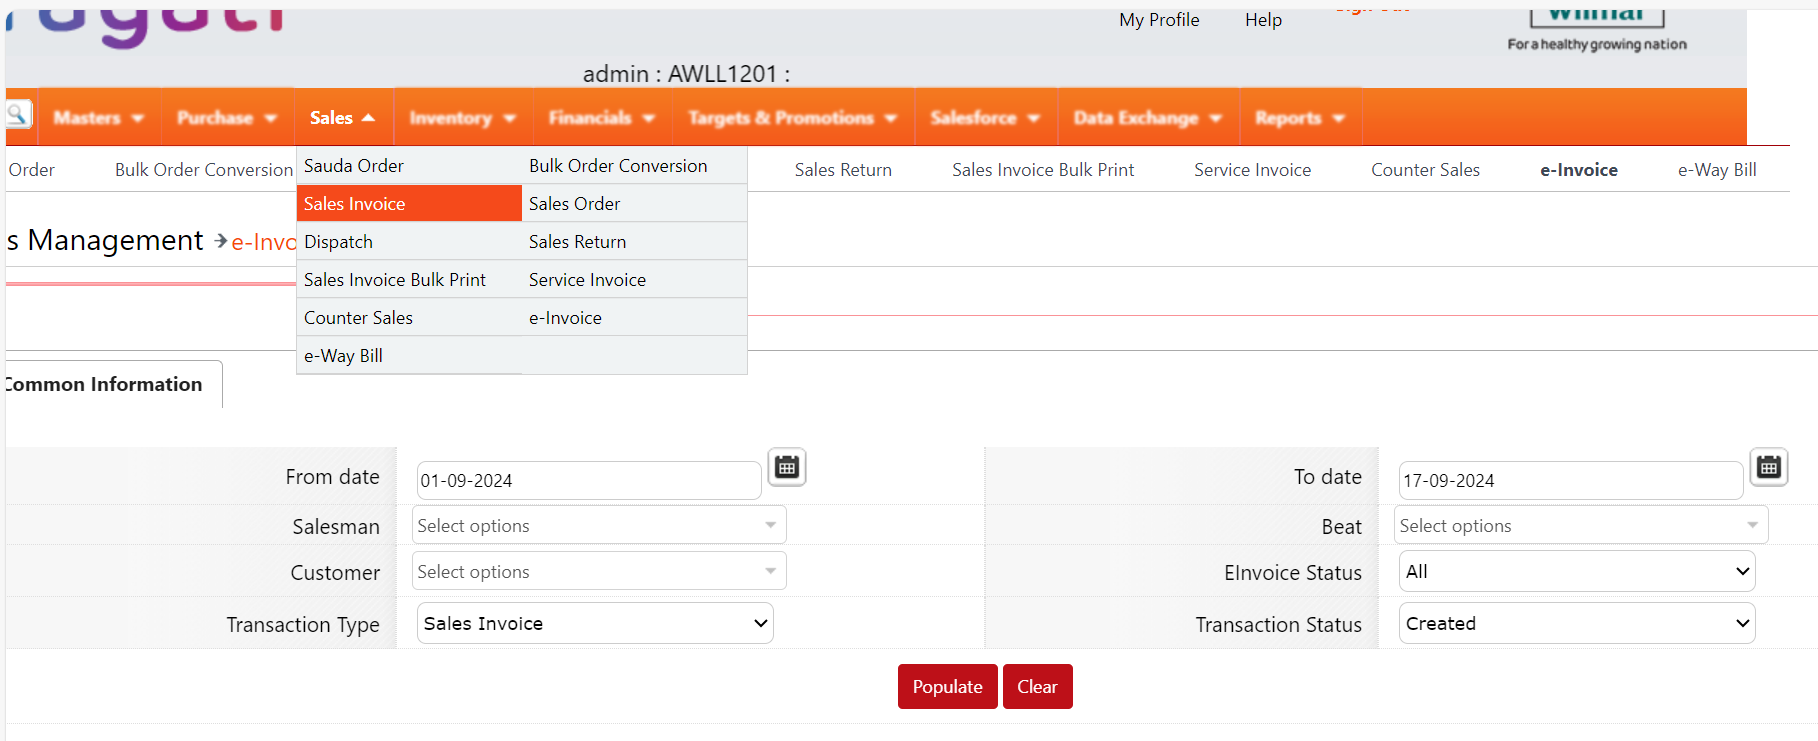 My Profile Help
For a healthy growing nation
admin : AWLL1201 :
Masters Purchase Sales Inventory Financials Targets & Promotions Salesforce Data Exchange Reports
Order Bulk Order Conversion Sales Return Sales Invoice Bulk Print Service Invoice Counter Sales e-Invoice e-Way Bill
Sauda Order Bulk Order Conversion
Sales Invoice Sales Order
Dispatch Sales Return
Sales Invoice Bulk Print Service Invoice
Counter Sales e-Invoice
e-Way Bill
s Management e-Invo
Common Information
From date 01-09-2024 To date 17-09-2024
Salesman Select options Beat Select options
Customer Select options EInvoice Status All
Transaction Type Sales Invoice Transaction Status Created
Populate Clear